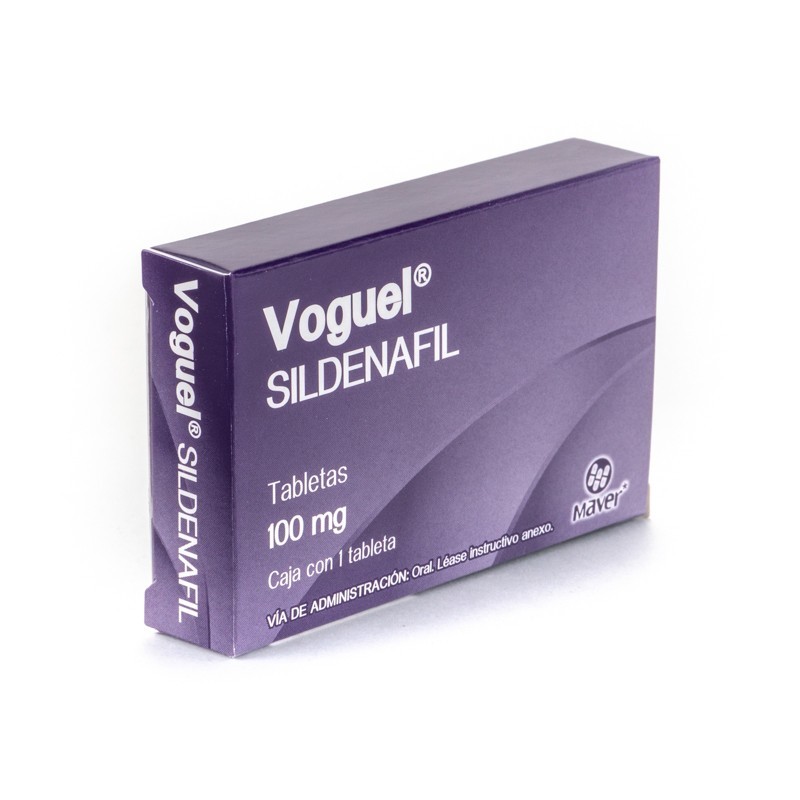 Voguel® SILDENAFIL
Voguel®
SILDENAFIL
Tabletas
100 mg
Caja con 1 tableta
VÍA DE ADMINISTRACIÓN: Oral. Léase instructivo anexo.
Maver